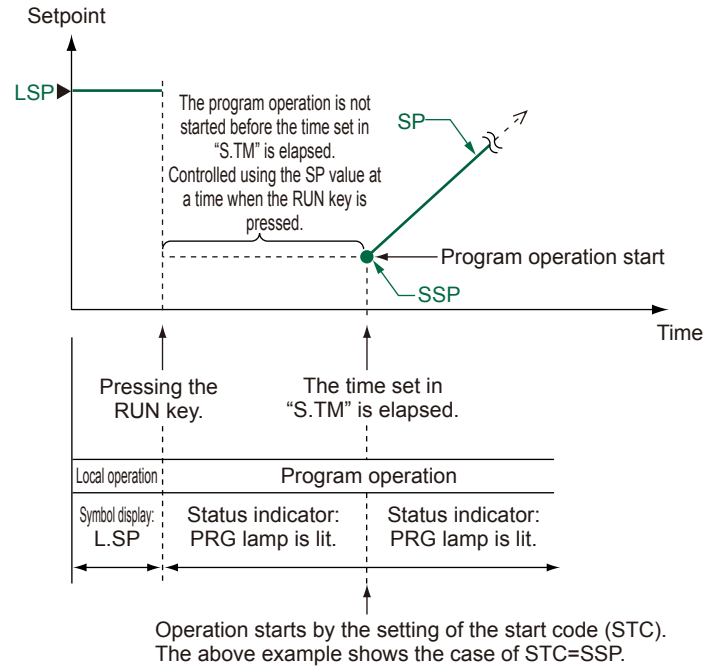 Setpoint
LSP
The program operation is not
started before the time set in
“S.TM” is elapsed.
Controlled using the SP value at
a time when the RUN key is
pressed.
SP
Program operation start
SSP
Time
Pressing the
RUN key.
The time set in
“S.TM” is elapsed.
Local operation
Program operation
Symbol display:
L.SP
Status indicator:
PRG lamp is lit.
Status indicator:
PRG lamp is lit.
Operation starts by the setting of the start code (STC).
The above example shows the case of STC=SSP.